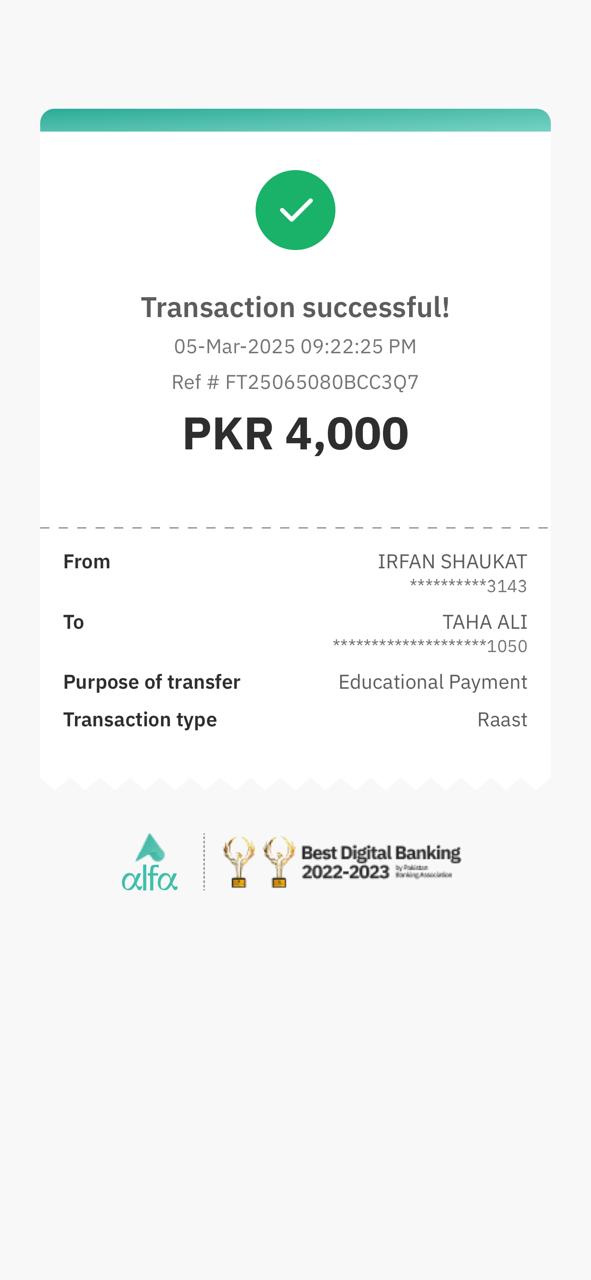 Transaction successful!
05-Mar-2025 09:22:25 PM
Ref # FT25065080BCC3Q7
PKR 4,000
From IRFAN SHAUKAT
**********3143
To TAHA ALI
********************1050
Purpose of transfer Educational Payment
Transaction type Raast
alfa
Best Digital Banking
2022-2023 by Pakistan
Banking Association